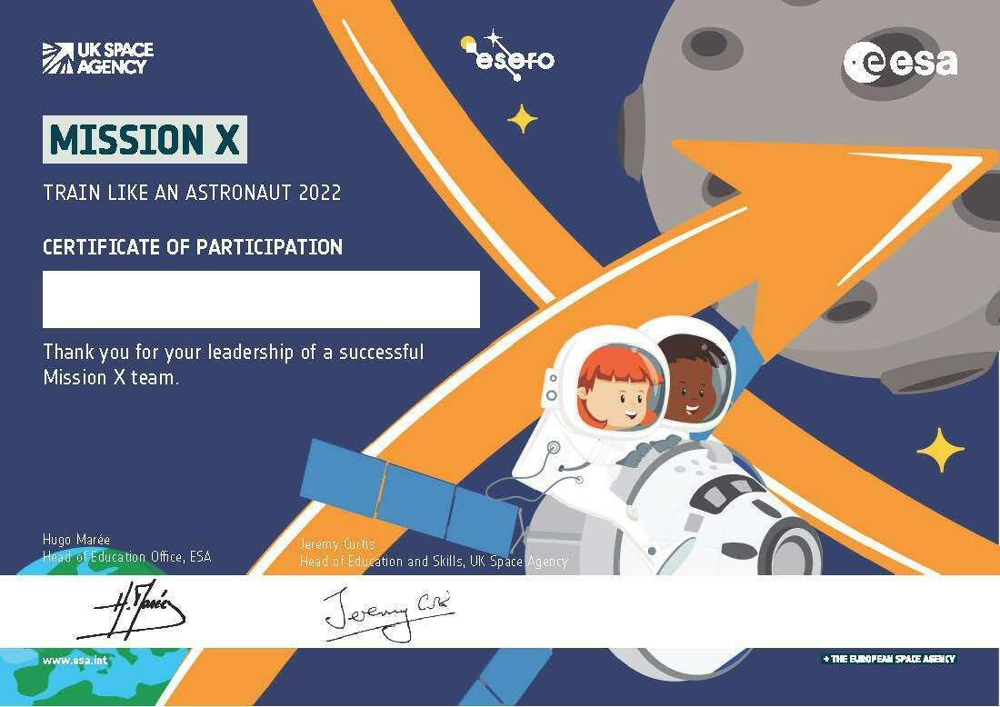 UK SPACE
AGENCY
esero
esa
MISSION X
TRAIN LIKE AN ASTRONAUT 2022
CERTIFICATE OF PARTICIPATION
Thank you for your leadership of a successful
Mission X team.
Hugo Marée
Head of Education Office, ESA
Jeremy Curtis
Head of Education and Skills, UK Space Agency
H. Marée
Jeremy
www.esa.int
→ THE EUROPEAN SPACE AGENCY